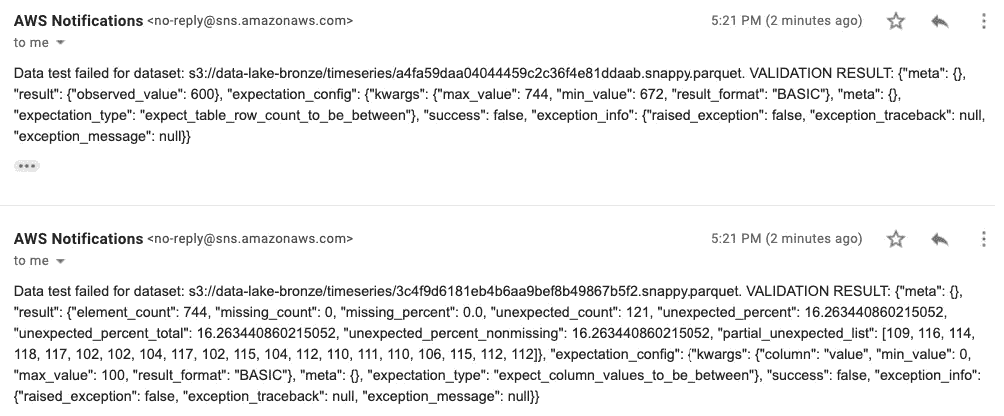 AWS Notifications <no-reply@sns.amazonaws.com> 5:21 PM (2 minutes ago)
to me
Data test failed for dataset: s3://data-lake-bronze/timeseries/a4fa59daa04044459c2c36f4e81ddaab.snappy.parquet. VALIDATION RESULT: {"meta": {},
"result": {"observed_value": 600}, "expectation_config": {"kwargs": {"max_value": 744, "min_value": 672, "result_format": "BASIC"}, "meta": {},
"expectation_type": "expect_table_row_count_to_be_between"}, "success": false, "exception_info": {"raised_exception": false, "exception_traceback": null,
"exception_message": null}}
AWS Notifications <no-reply@sns.amazonaws.com> 5:21 PM (2 minutes ago)
to me
Data test failed for dataset: s3://data-lake-bronze/timeseries/3c4f9d6181eb4b6aa9bef8b49867b5f2.snappy.parquet. VALIDATION RESULT: {"meta": {},
"result": {"element_count": 744, "missing_count": 0, "missing_percent": 0.0, "unexpected_count": 121, "unexpected_percent": 16.263440860215052,
"unexpected_percent_total": 16.263440860215052, "unexpected_percent_nonmissing": 16.263440860215052, "partial_unexpected_list": [109, 116, 114,
118, 117, 102, 102, 104, 117, 102, 115, 104, 112, 110, 111, 110, 106, 115, 112, 112]}, "expectation_config": {"kwargs": {"column": "value", "min_value": 0,
"max_value": 100, "result_format": "BASIC"}, "meta": {}, "expectation_type": "expect_column_values_to_be_between"}, "success": false, "exception_info":
{"raised_exception": false, "exception_traceback": null, "exception_message": null}}